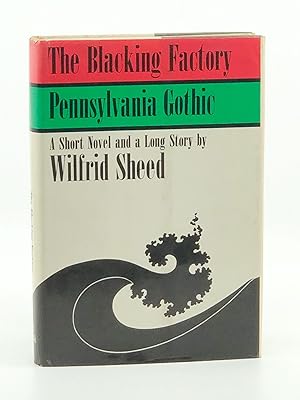 The Blacking Factory
Pennsylvania Gothic
A Short Novel and a Long Story by
Wilfrid Sheed